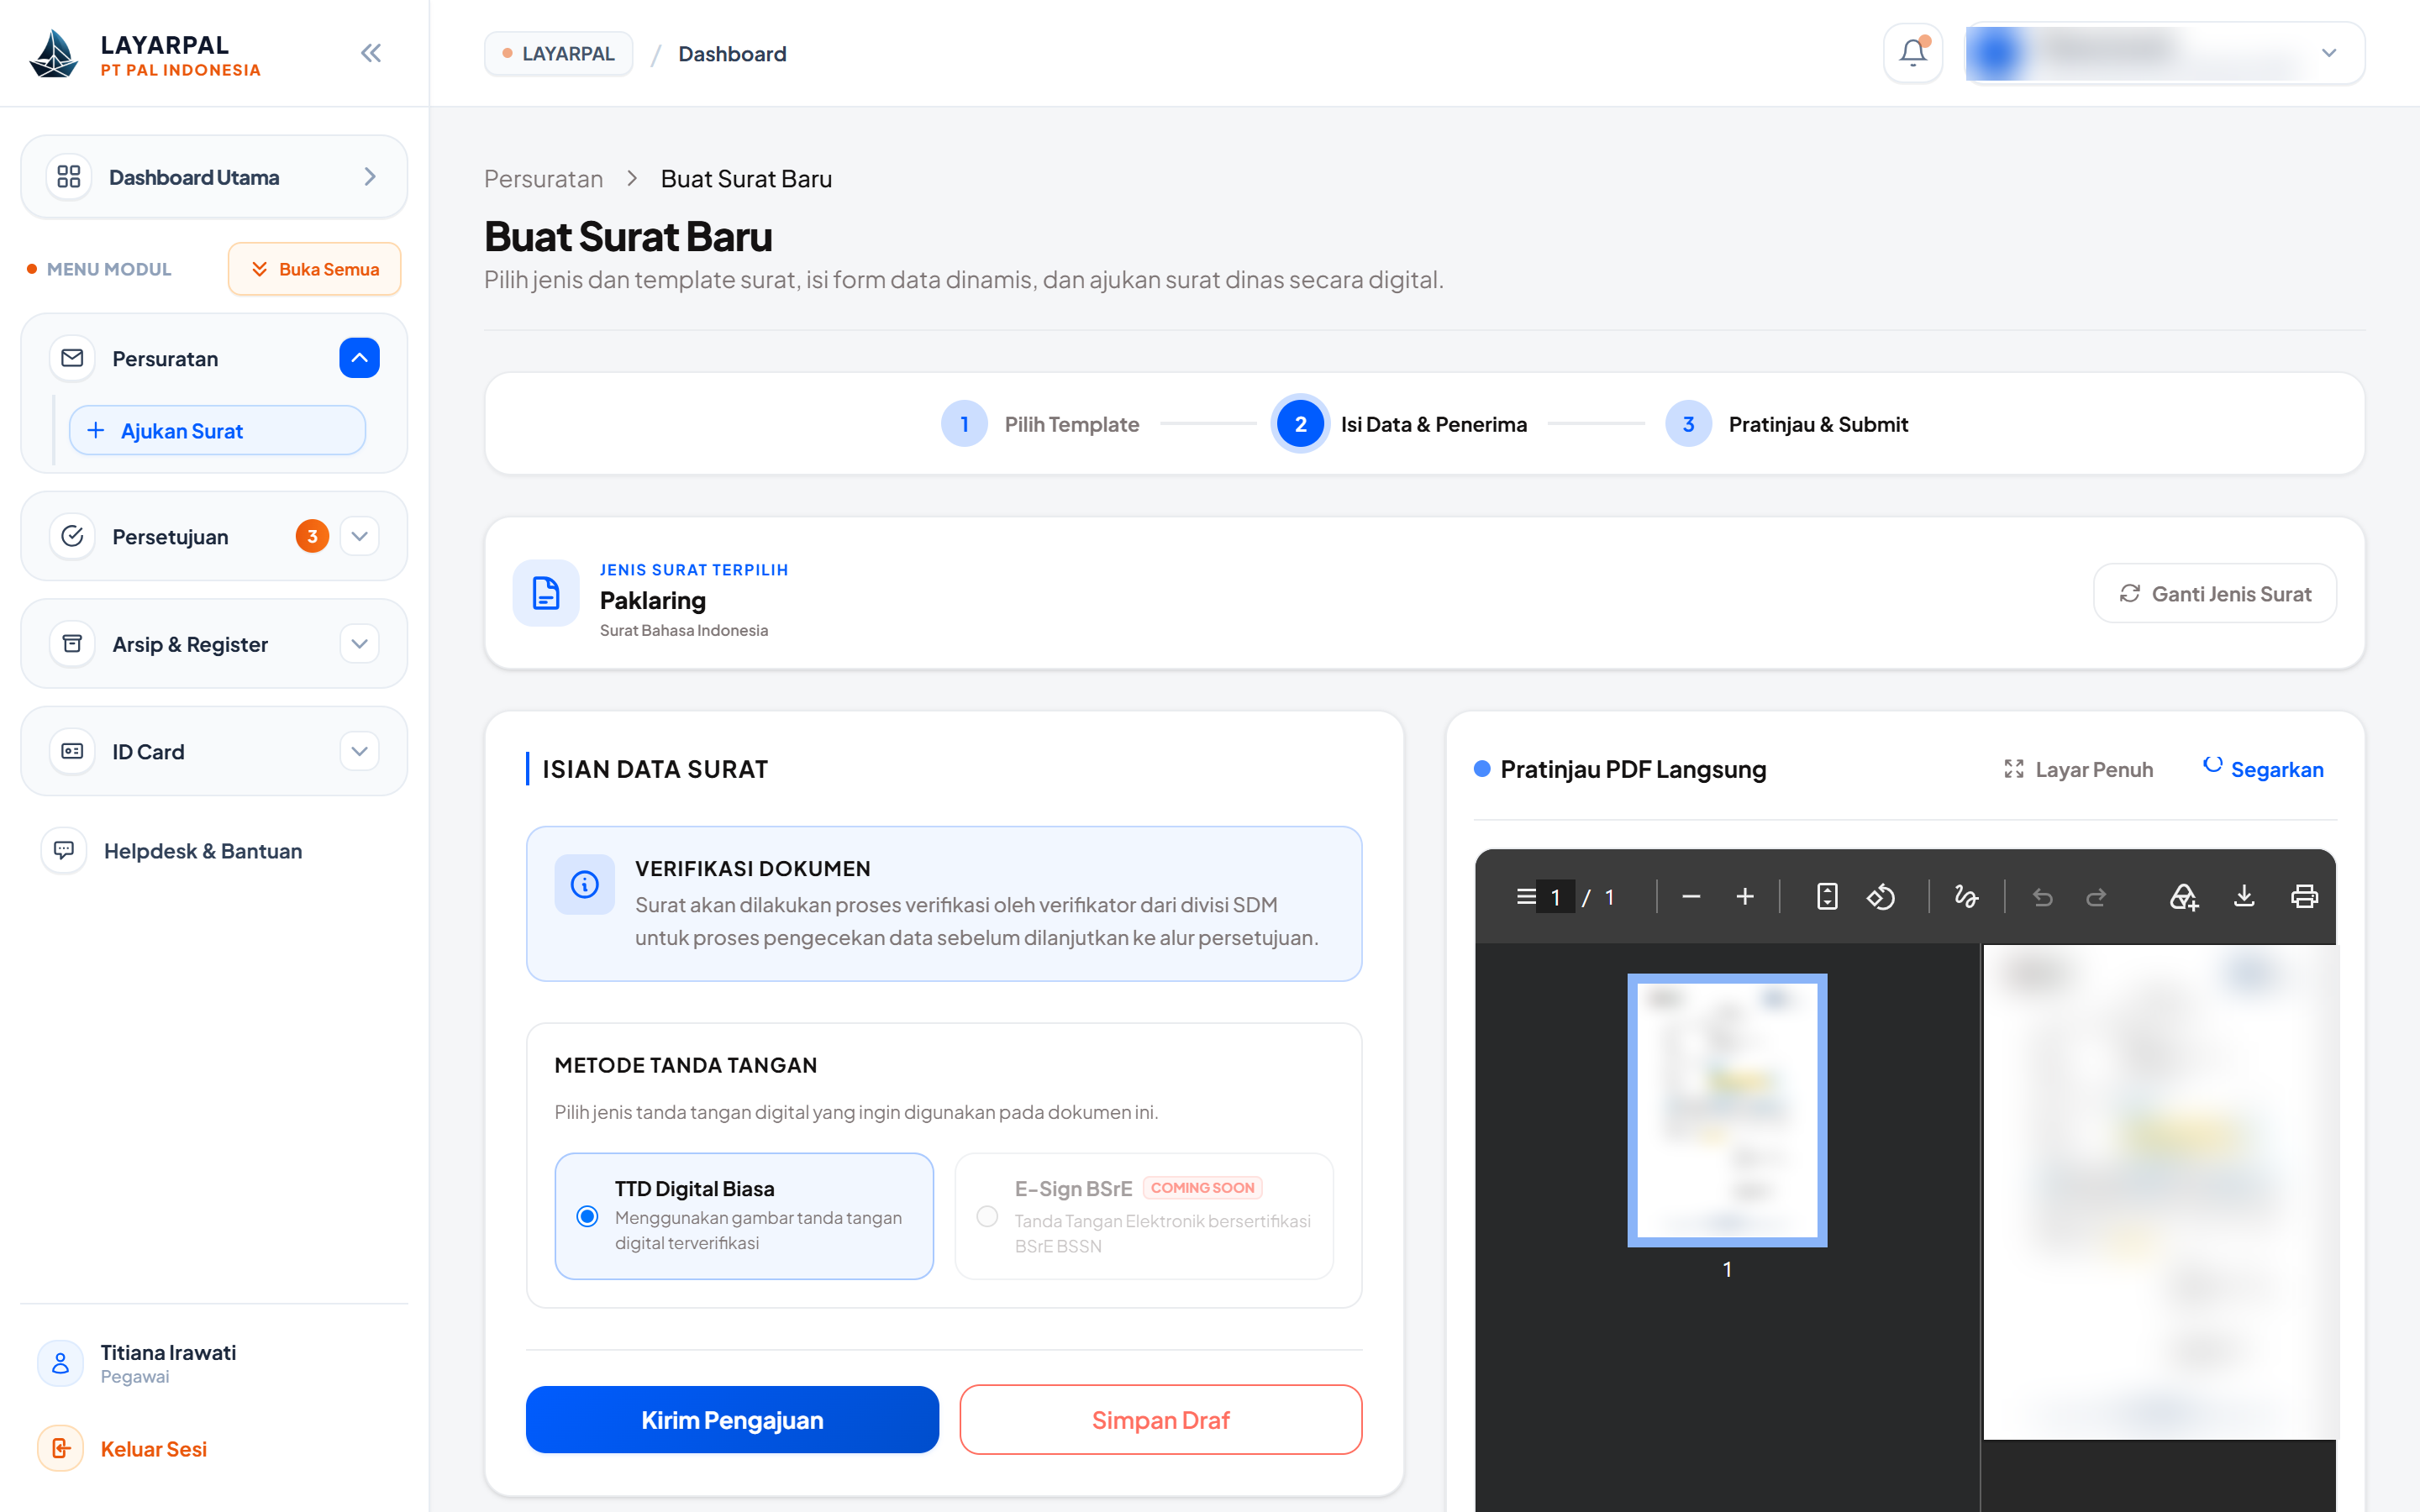 LAYARPAL
PT PAL INDONESIA
LAYARPAL / Dashboard
Dashboard Utama
MENU MODUL
Buka Semua
Persuratan
Ajukan Surat
Persetujuan
3
Arsip & Register
ID Card
Helpdesk & Bantuan
Titiana Irawati
Pegawai
Keluar Sesi
Persuratan > Buat Surat Baru
Buat Surat Baru
Pilih jenis dan template surat, isi form data dinamis, dan ajukan surat dinas secara digital.
1 Pilih Template
2 Isi Data & Penerima
3 Pratinjau & Submit
JENIS SURAT TERPILIH
Paklaring
Surat Bahasa Indonesia
Ganti Jenis Surat
ISIAN DATA SURAT
VERIFIKASI DOKUMEN
Surat akan dilakukan proses verifikasi oleh verifikator dari divisi SDM
untuk proses pengecekan data sebelum dilanjutkan ke alur persetujuan.
METODE TANDA TANGAN
Pilih jenis tanda tangan digital yang ingin digunakan pada dokumen ini.
TTD Digital Biasa
Menggunakan gambar tanda tangan
digital terverifikasi
E-Sign BSrE COMING SOON
Tanda Tangan Elektronik bersertifikasi
BSrE BSSN
Kirim Pengajuan
Simpan Draf
Pratinjau PDF Langsung
Layar Penuh
Segarkan
1 / 1
1